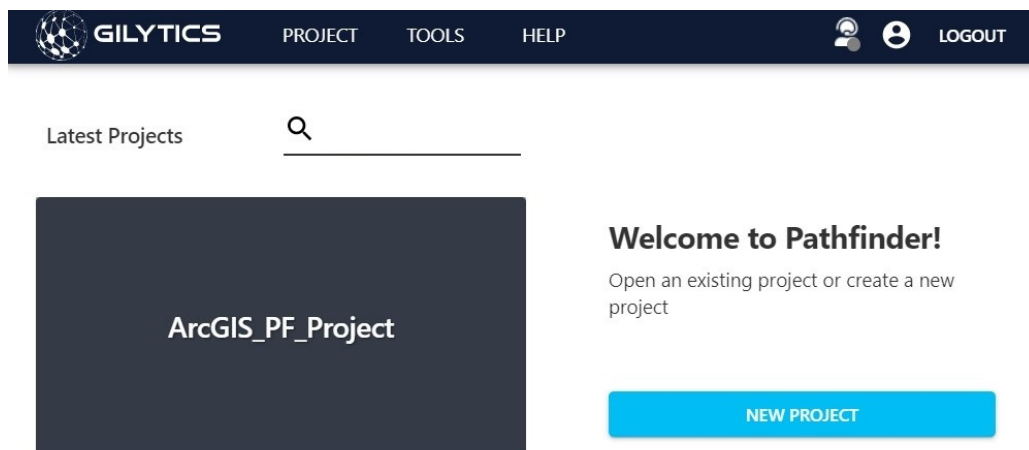 GILYTICS PROJECT TOOLS HELP LOGOUT
Latest Projects
ArcGIS_PF_Project
Welcome to Pathfinder!
Open an existing project or create a new
project
NEW PROJECT